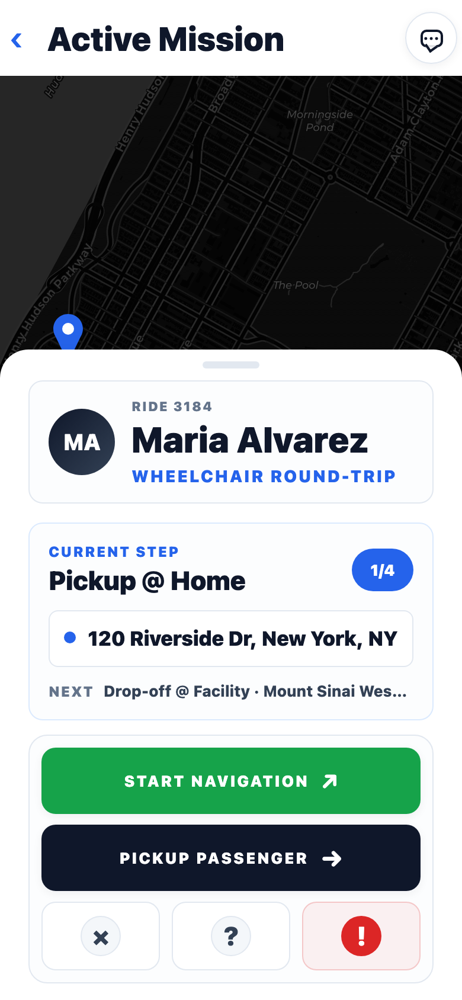 ‹ Active Mission
Hud
Henry Hudson
Broadw
Morningside
Pond
Adam Clayton
Henry Hudson Parkway
The Pool
ue
ue
ark
MA
RIDE 3184
Maria Alvarez
WHEELCHAIR ROUND-TRIP
CURRENT STEP
Pickup @ Home
1/4
120 Riverside Dr, New York, NY
NEXT Drop-off @ Facility · Mount Sinai Wes...
START NAVIGATION
PICKUP PASSENGER
×
?
!